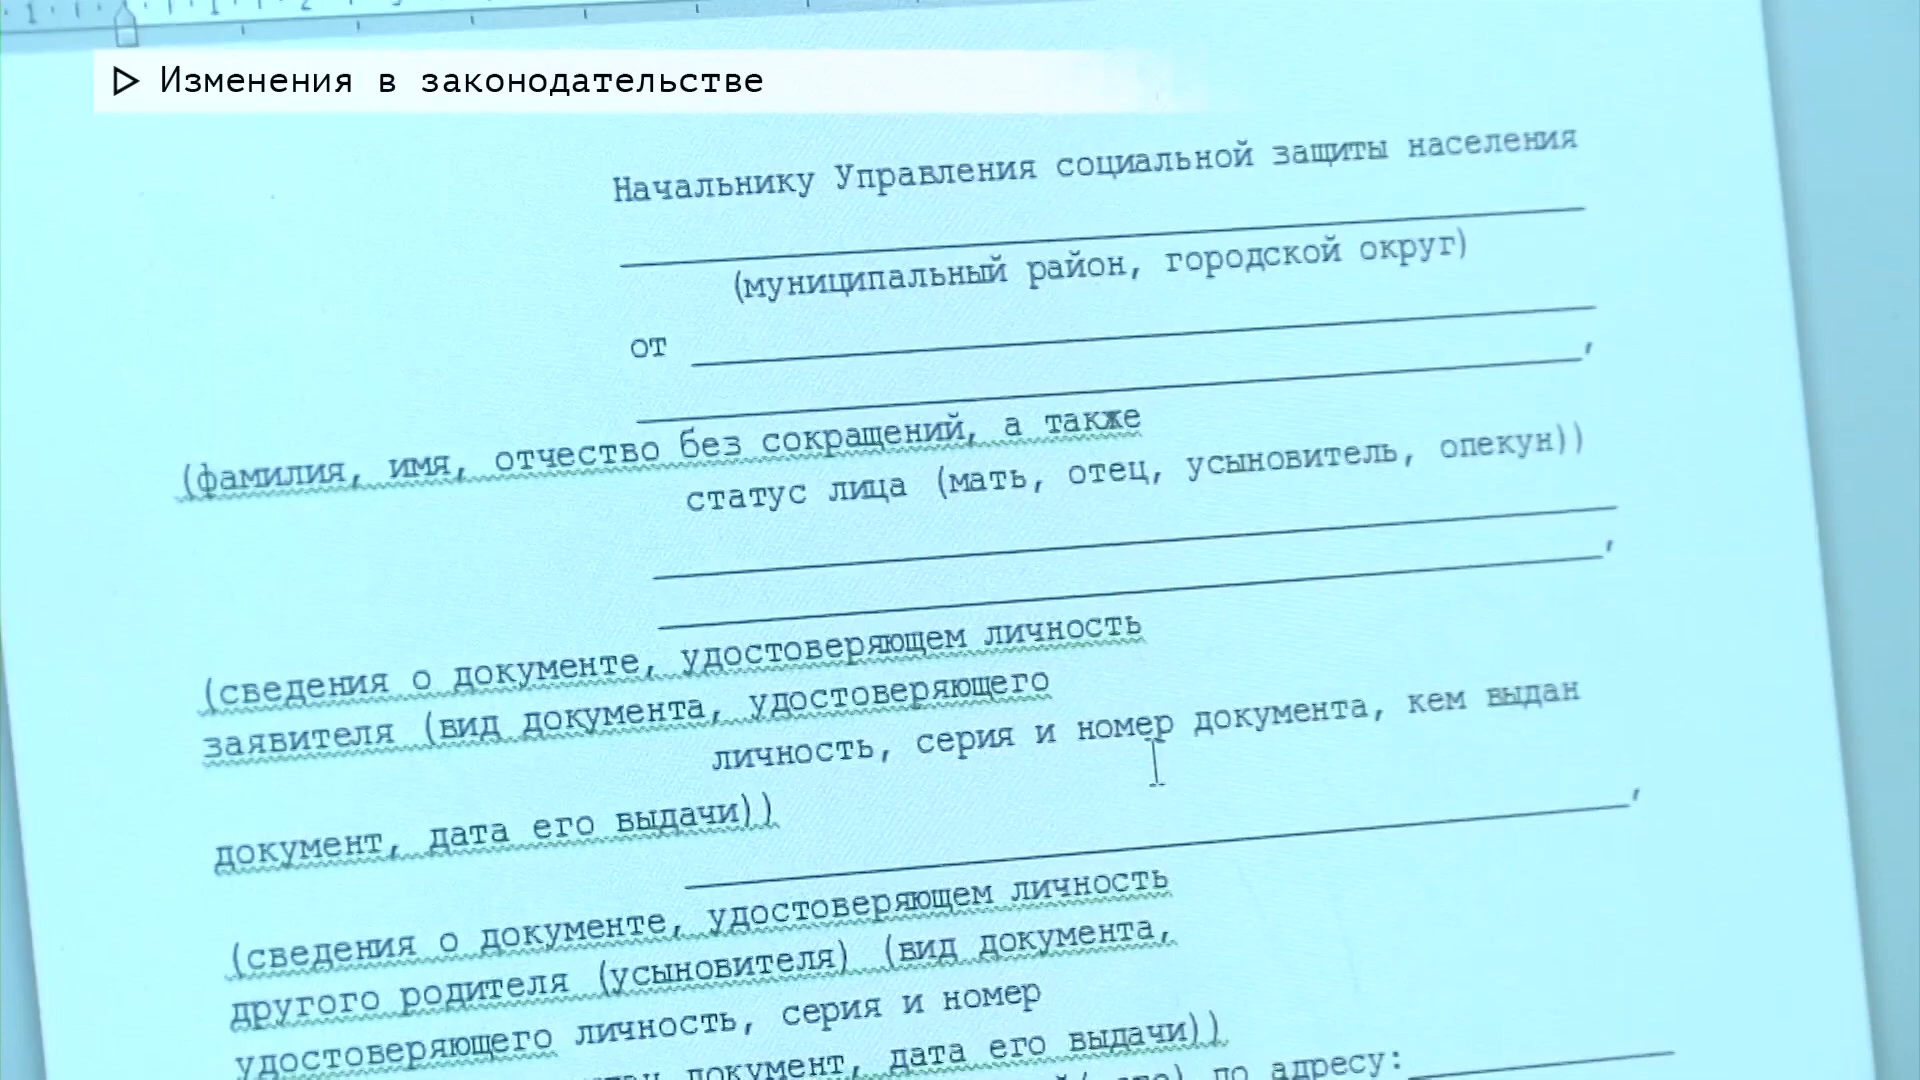 Изменения в законодательстве
Начальнику Управления социальной защиты населения
(муниципальный район, городской округ)
от
(фамилия, имя, отчество без сокращений, а также
статус лица (мать, отец, усыновитель, опекун))
(сведения о документе, удостоверяющем личность
заявителя (вид документа, удостоверяющего
личность, серия и номер документа, кем выдан
документ, дата его выдачи))
(сведения о документе, удостоверяющем личность
другого родителя (усыновителя) (вид документа,
удостоверяющего личность, серия и номер
документ, дата его выдачи))
по адресу: